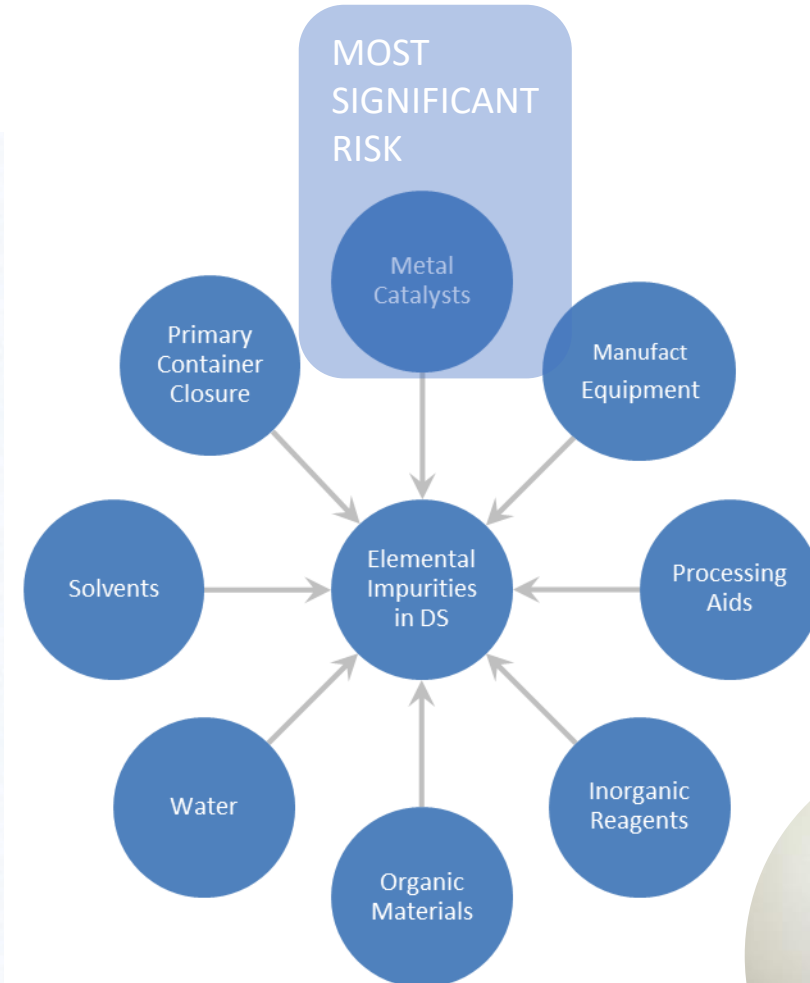 MOST
SIGNIFICANT
RISK
Metal
Catalysts
Primary
Container
Closure
Manufact
Equipment
Solvents
Elemental
Impurities
in DS
Processing
Aids
Water
Inorganic
Reagents
Organic
Materials